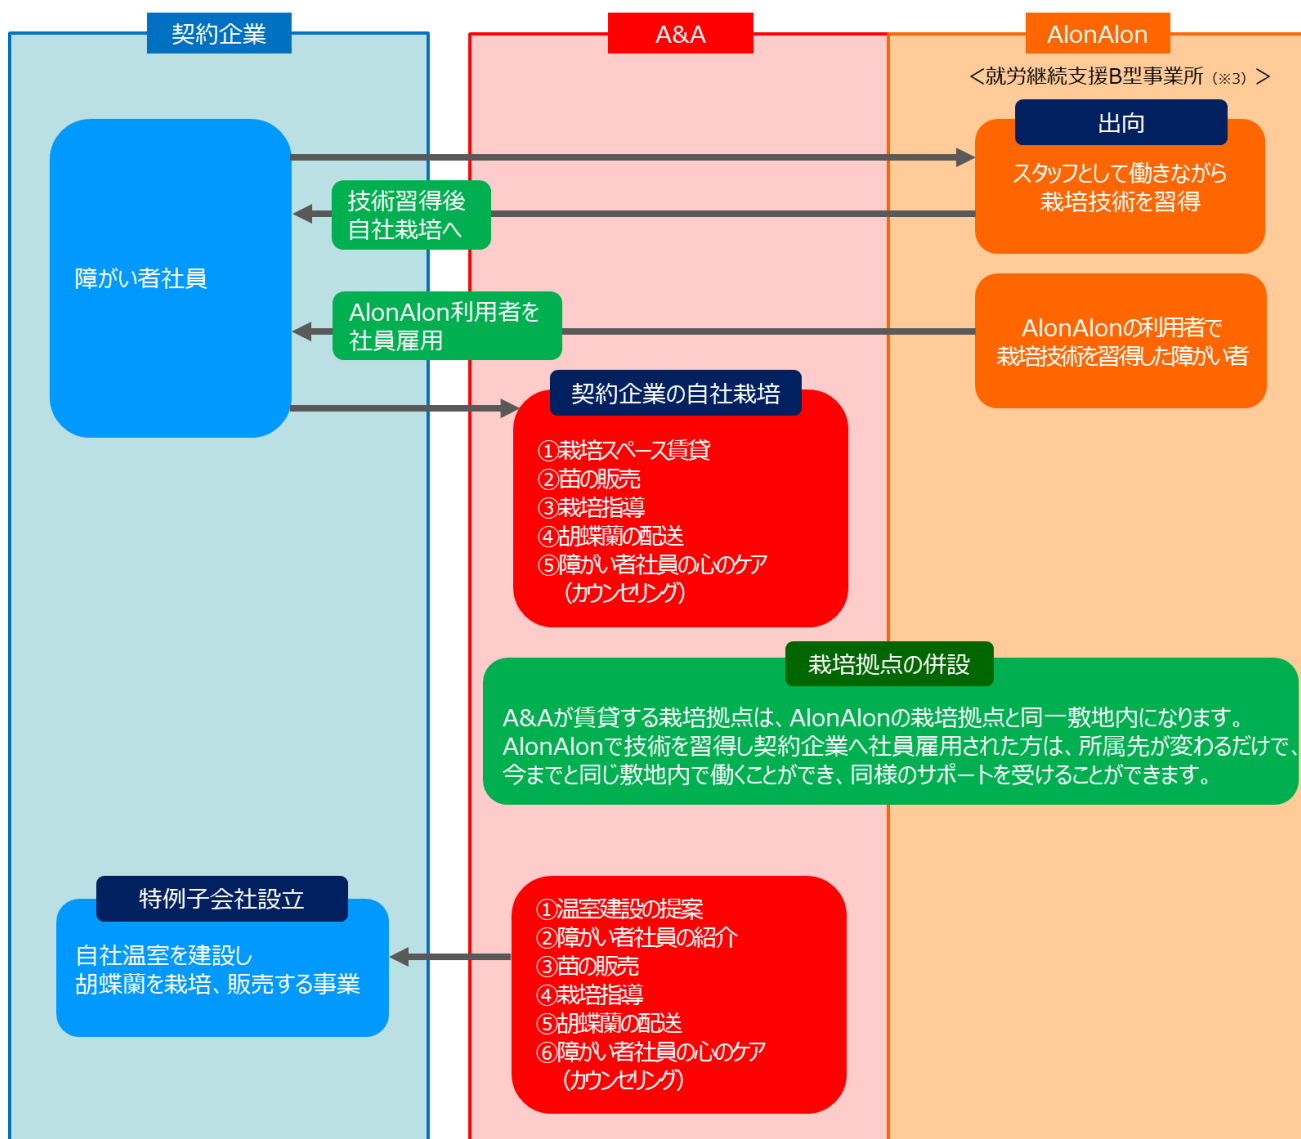 契約企業
A&A
AlonAlon
＜就労継続支援B型事業所（※3）＞
出向
スタッフとして働きながら
栽培技術を習得
技術習得後
自社栽培へ
障がい者社員
AlonAlon利用者を
社員雇用
AlonAlonの利用者で
栽培技術を習得した障がい者
契約企業の自社栽培
①栽培スペース賃貸
②苗の販売
③栽培指導
④胡蝶蘭の配送
⑤障がい者社員の心のケア
（カウンセリング）
栽培拠点の併設
A&Aが賃貸する栽培拠点は、AlonAlonの栽培拠点と同一敷地内になります。
AlonAlonで技術を習得し契約企業へ社員雇用された方は、所属先が変わるだけで、
今までと同じ敷地内で働くことができ、同様のサポートを受けることができます。
特例子会社設立
自社温室を建設し
胡蝶蘭を栽培、販売する事業
①温室建設の提案
②障がい者社員の紹介
③苗の販売
④栽培指導
⑤胡蝶蘭の配送
⑥障がい者社員の心のケア
（カウンセリング）